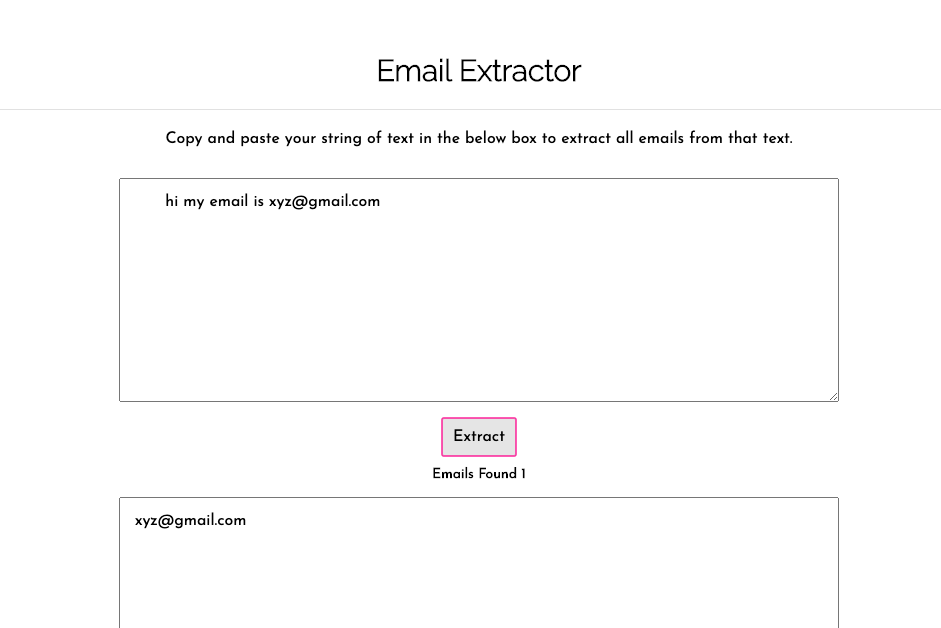 Email Extractor
Copy and paste your string of text in the below box to extract all emails from that text.
hi my email is xyz@gmail.com
Extract
Emails Found 1
xyz@gmail.com